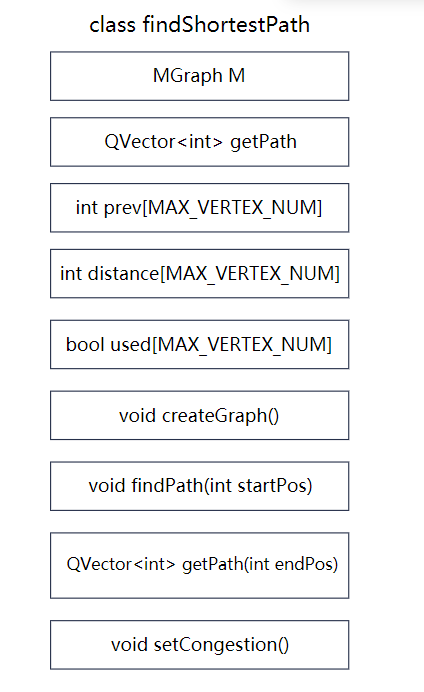 class findShortestPath
MGraph M
QVector<int> getPath
int prev[MAX_VERTEX_NUM]
int distance[MAX_VERTEX_NUM]
bool used[MAX_VERTEX_NUM]
void createGraph()
void findPath(int startPos)
QVector<int> getPath(int endPos)
void setCongestion()